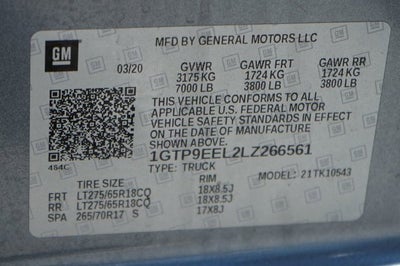 GM
MFD BY GENERAL MOTORS LLC
03/20 GVWR GAWR FRT GAWR RR
3175 KG 1724 KG 1724 KG
7000 LB 3800 LB 3800 LB
THIS VEHICLE CONFORMS TO ALL
APPLICABLE U.S. FEDERAL MOTOR
VEHICLE SAFETY STANDARDS IN EFFECT
ON THE DATE OF MANUFACTURE
SHOWN ABOVE.
1GTP9EEL2LZ266561
TYPE: TRUCK MODEL: 21TK10543
4S4C
TIRE SIZE RIM
FRT LT275/65R18CQ 18X8.5J
RR LT275/65R18CQ 18X8.5J
SPA 265/70R17 S 17X8J